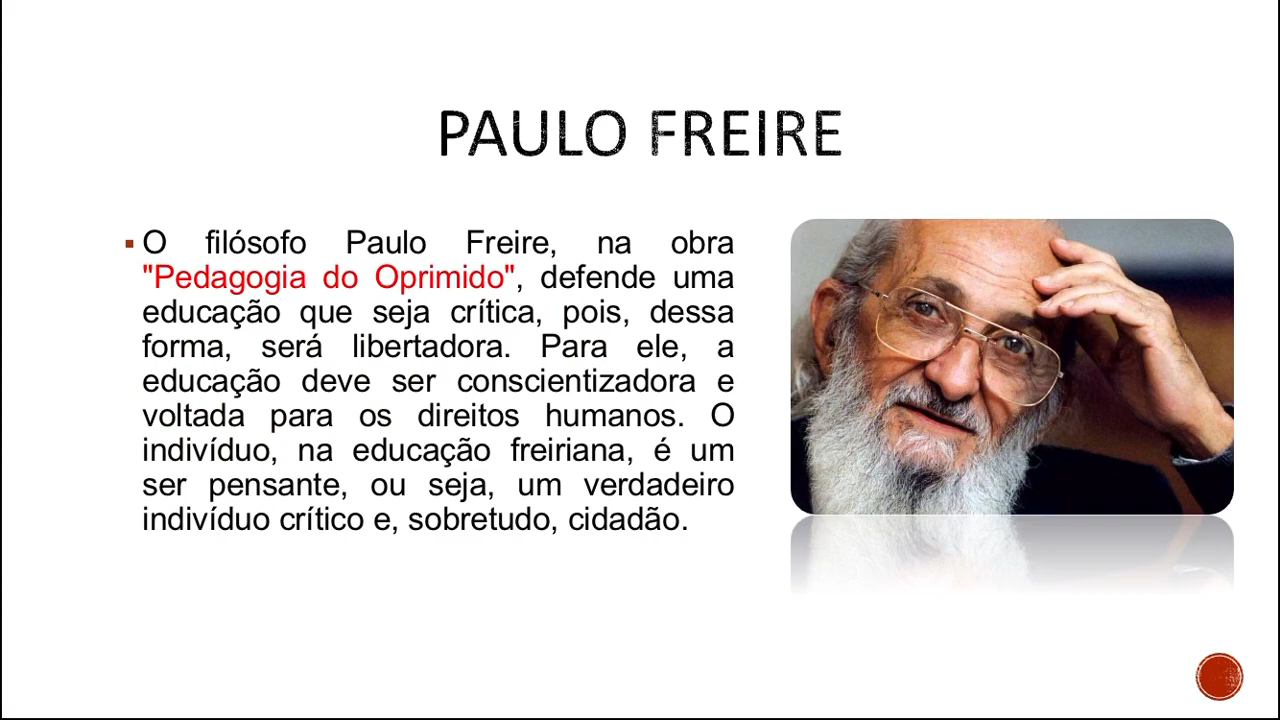 PAULO FREIRE
▪ O filósofo Paulo Freire, na obra
"Pedagogia do Oprimido", defende uma
educação que seja crítica, pois, dessa
forma, será libertadora. Para ele, a
educação deve ser conscientizadora e
voltada para os direitos humanos. O
indivíduo, na educação freiriana, é um
ser pensante, ou seja, um verdadeiro
indivíduo crítico e, sobretudo, cidadão.